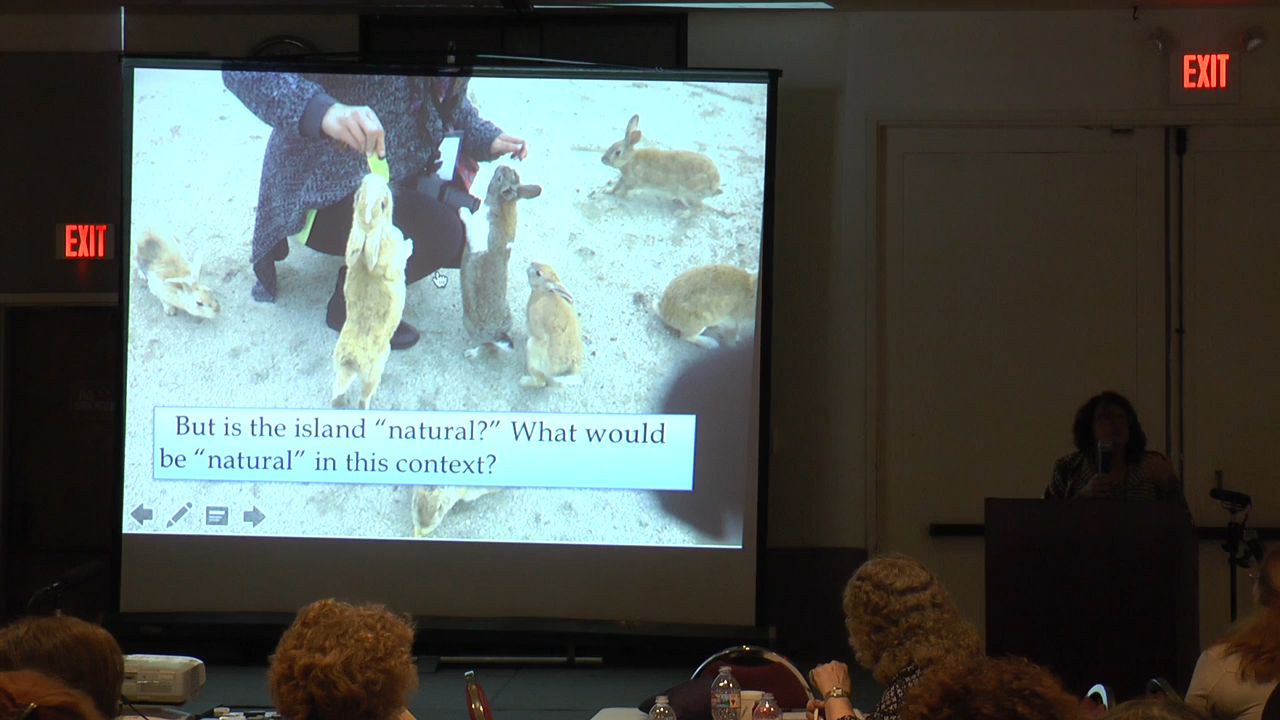 EXIT
EXIT
But is the island “natural?” What would
be “natural” in this context?